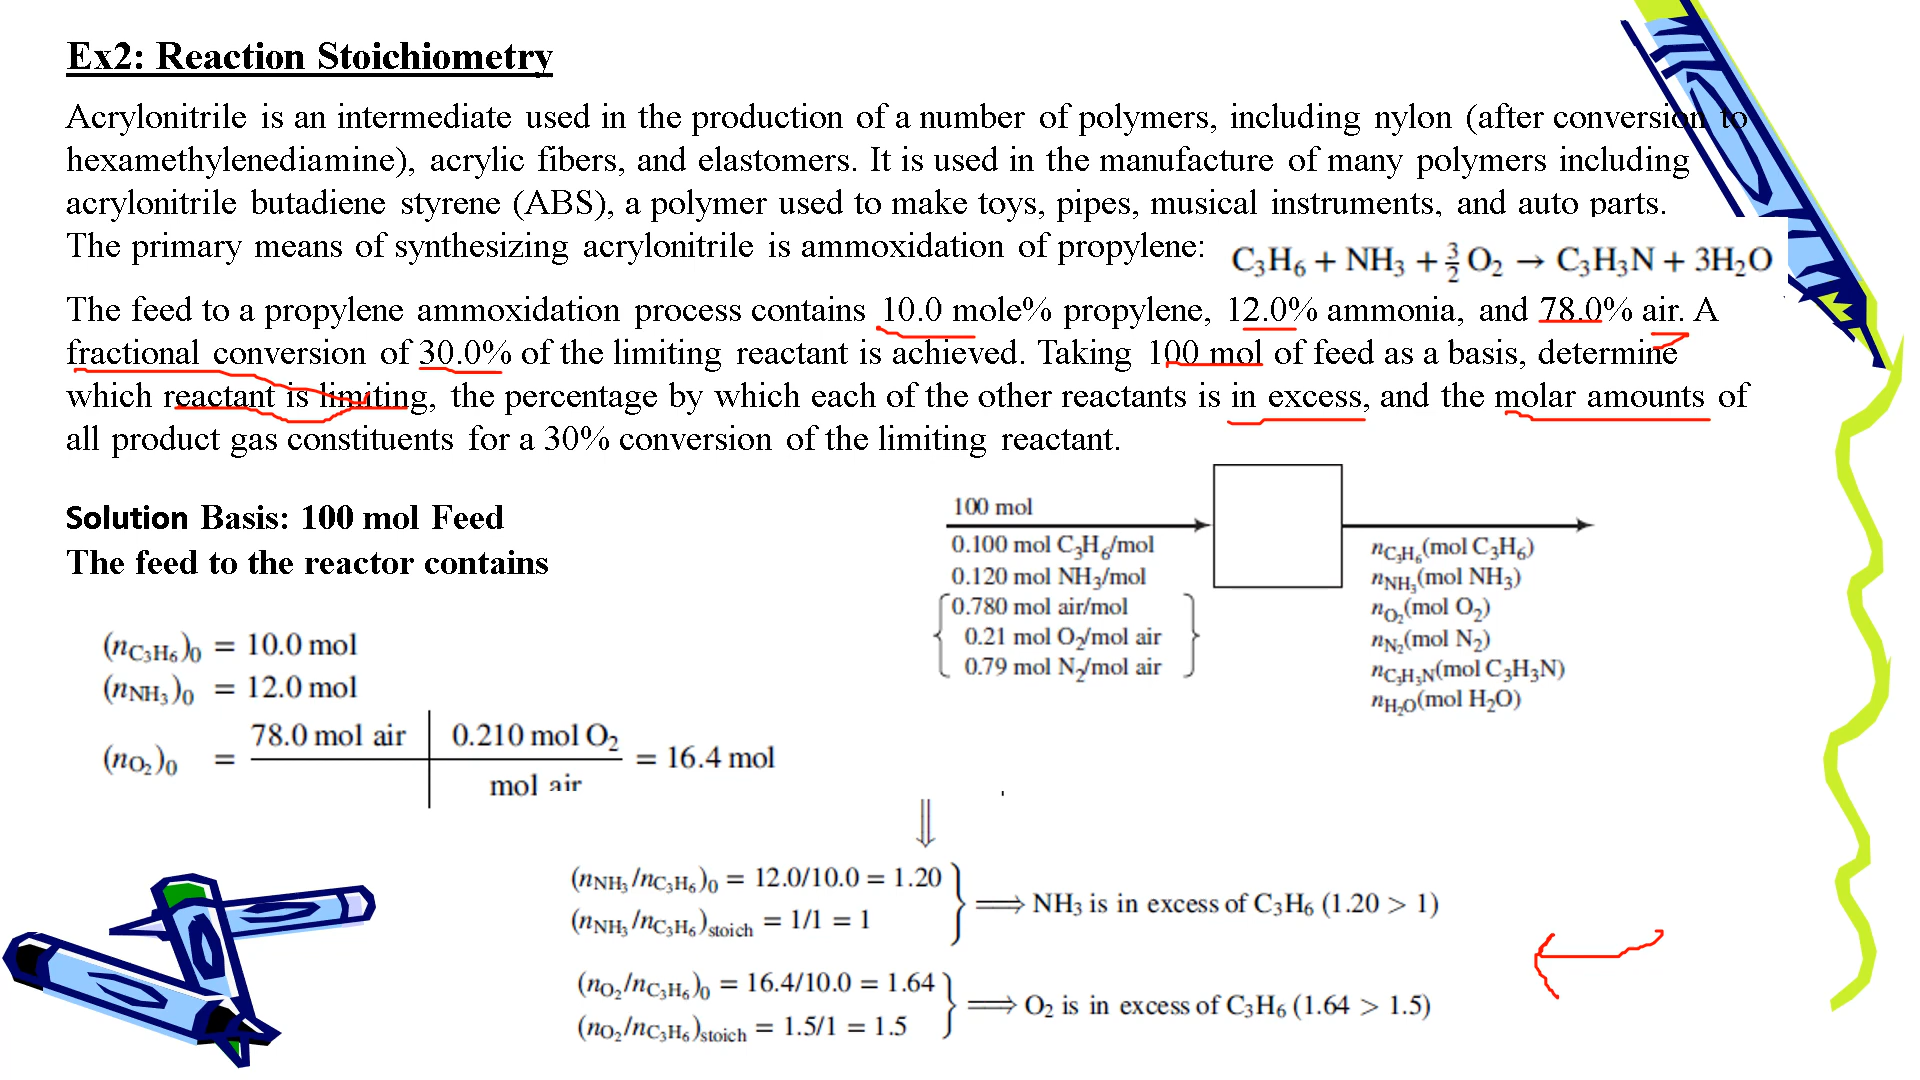 Ex2: Reaction Stoichiometry
Acrylonitrile is an intermediate used in the production of a number of polymers, including nylon (after conversion to
hexamethylenediamine), acrylic fibers, and elastomers. It is used in the manufacture of many polymers including
acrylonitrile butadiene styrene (ABS), a polymer used to make toys, pipes, musical instruments, and auto parts.
The primary means of synthesizing acrylonitrile is ammoxidation of propylene: C₃H₆ + NH₃ + 3/2 O₂ → C₃H₃N + 3H₂O
The feed to a propylene ammoxidation process contains 10.0 mole% propylene, 12.0% ammonia, and 78.0% air. A
fractional conversion of 30.0% of the limiting reactant is achieved. Taking 100 mol of feed as a basis, determine
which reactant is limiting, the percentage by which each of the other reactants is in excess, and the molar amounts of
all product gas constituents for a 30% conversion of the limiting reactant.
Solution Basis: 100 mol Feed
The feed to the reactor contains
100 mol
0.100 mol C₃H₆/mol
0.120 mol NH₃/mol
0.780 mol air/mol
0.21 mol O₂/mol air
0.79 mol N₂/mol air
n_C₃H₆(mol C₃H₆)
n_NH₃(mol NH₃)
n_O₂(mol O₂)
n_N₂(mol N₂)
n_C₃H₃N(mol C₃H₃N)
n_H₂O(mol H₂O)
(n_C₃H₆)₀ = 10.0 mol
(n_NH₃)₀ = 12.0 mol
(n_O₂)₀ = 78.0 mol air | 0.210 mol O₂ / mol air = 16.4 mol
⇓
(n_NH₃/n_C₃H₆)₀ = 12.0/10.0 = 1.20
(n_NH₃/n_C₃H₆)stoich = 1/1 = 1
⟹ NH₃ is in excess of C₃H₆ (1.20 > 1)
(n_O₂/n_C₃H₆)₀ = 16.4/10.0 = 1.64
(n_O₂/n_C₃H₆)stoich = 1.5/1 = 1.5
⟹ O₂ is in excess of C₃H₆ (1.64 > 1.5)